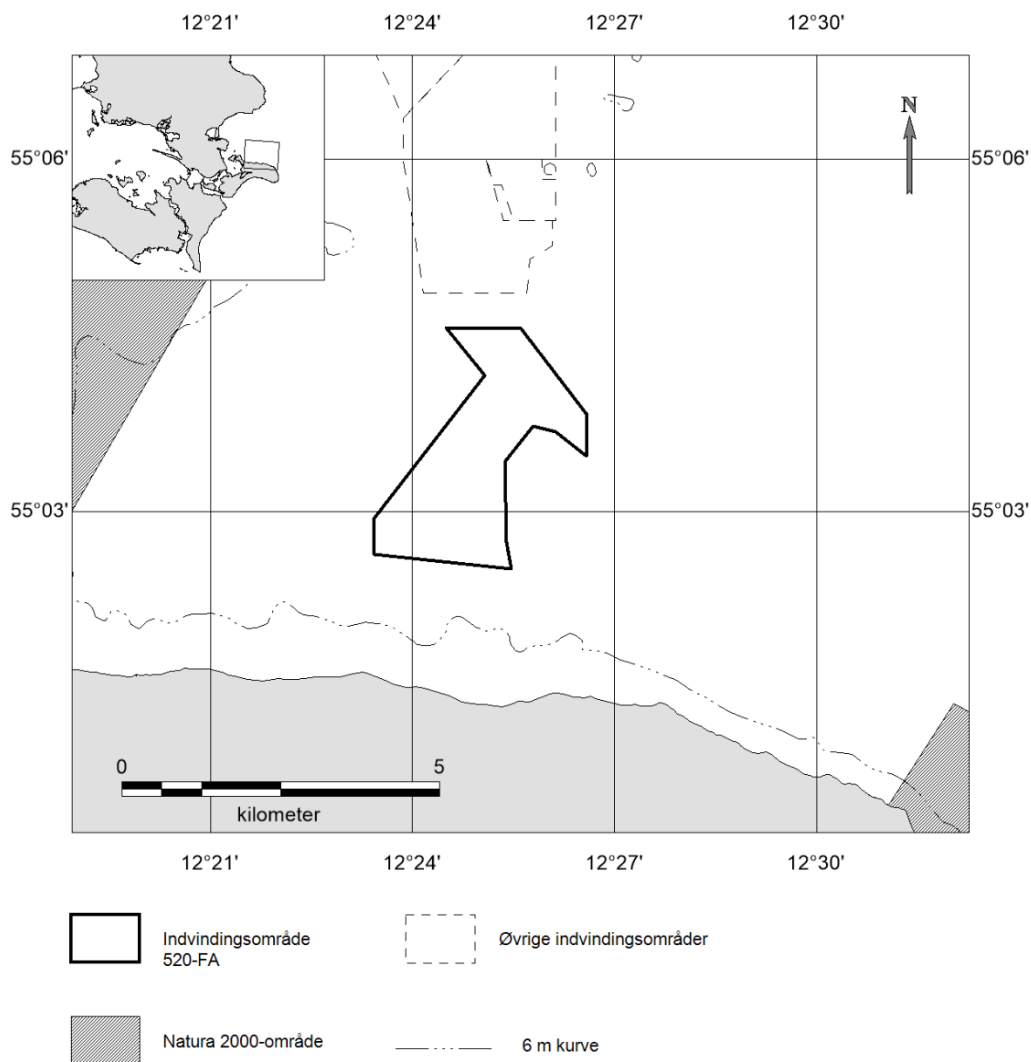 12°21' 12°24' 12°27' 12°30'
N
55°06' 55°06'
55°03' 55°03'
0 5
kilometer
12°21' 12°24' 12°27' 12°30'
Indvindingsområde Øvrige indvindingsområder
520-FA
Natura 2000-område 6 m kurve